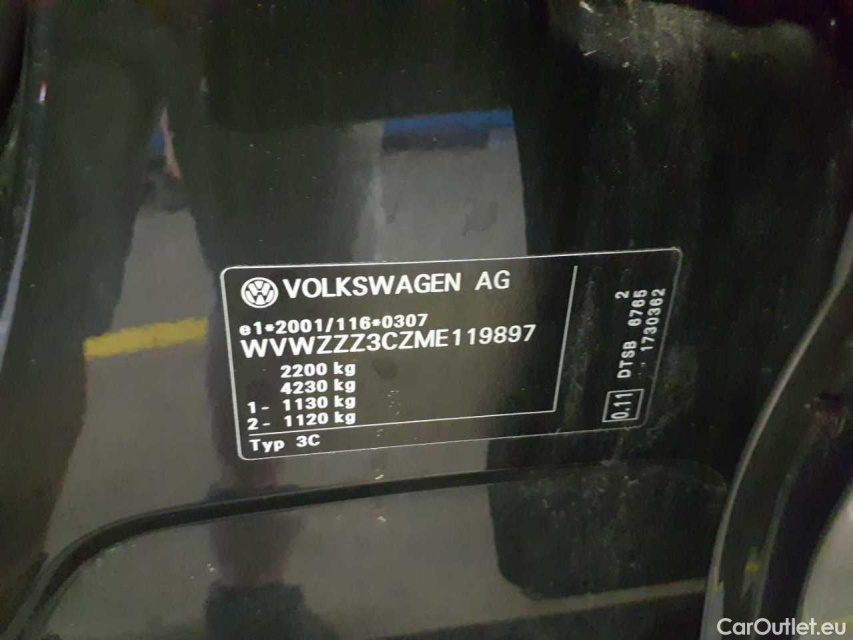 VOLKSWAGEN AG
e1*2001/116*0307
WVWZZZ3CZME119897
2200 kg
4230 kg
1- 1130 kg
2- 1120 kg
Typ 3C
2
DTSB 6765
- 1730362
0.11
CarOutlet.eu